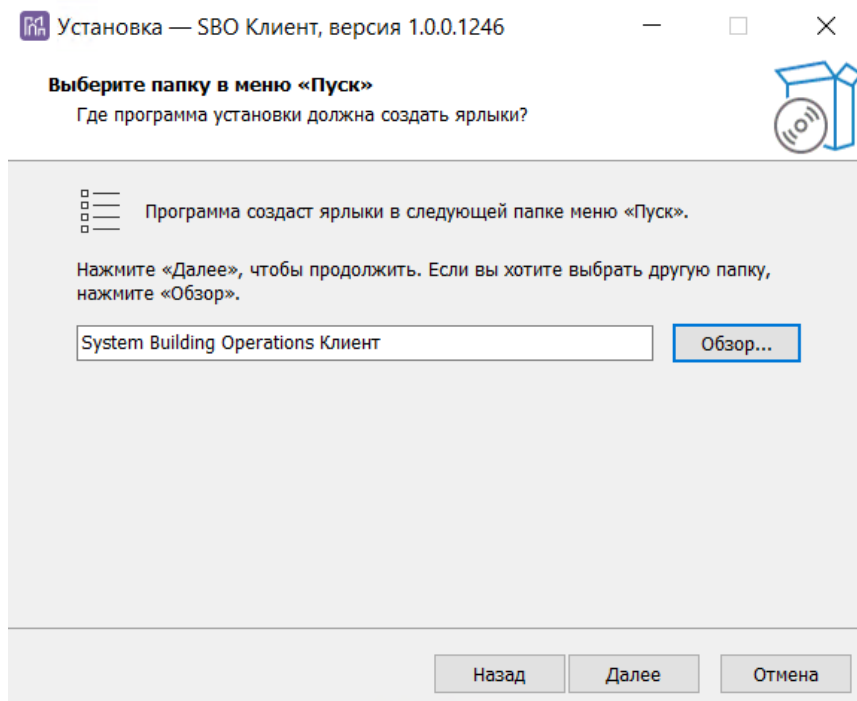 Установка — SBO Клиент, версия 1.0.0.1246
Выберите папку в меню «Пуск»
Где программа установки должна создать ярлыки?
Программа создаст ярлыки в следующей папке меню «Пуск».
Нажмите «Далее», чтобы продолжить. Если вы хотите выбрать другую папку,
нажмите «Обзор».
System Building Operations Клиент
Обзор...
Назад
Далее
Отмена